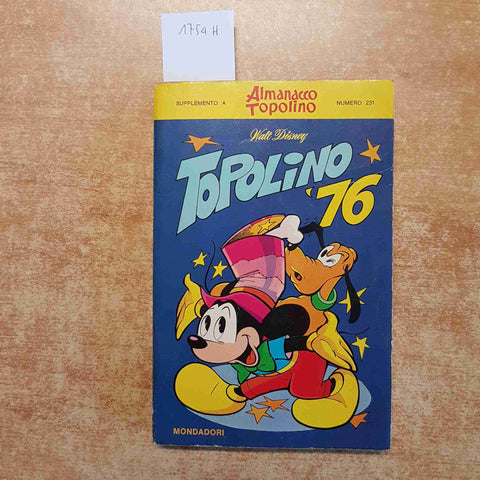 1754 H
SUPPLEMENTO A Almanacco Topolino NUMERO 231
Walt Disney
TOPOLINO '76
MONDADORI